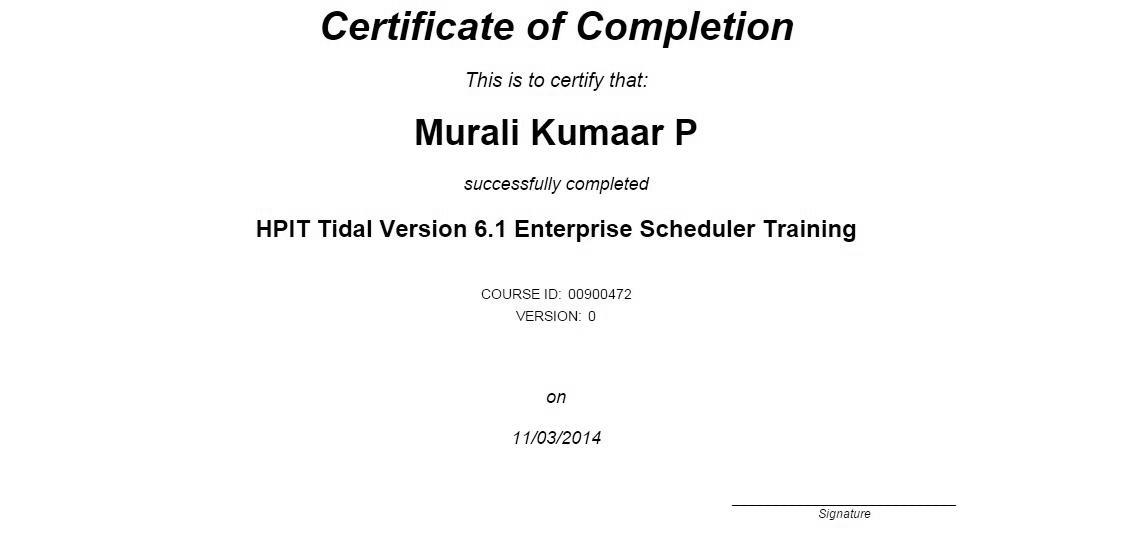 Certificate of Completion
This is to certify that:
Murali Kumaar P
successfully completed
HPIT Tidal Version 6.1 Enterprise Scheduler Training
COURSE ID: 00900472
VERSION: 0
on
11/03/2014
Signature